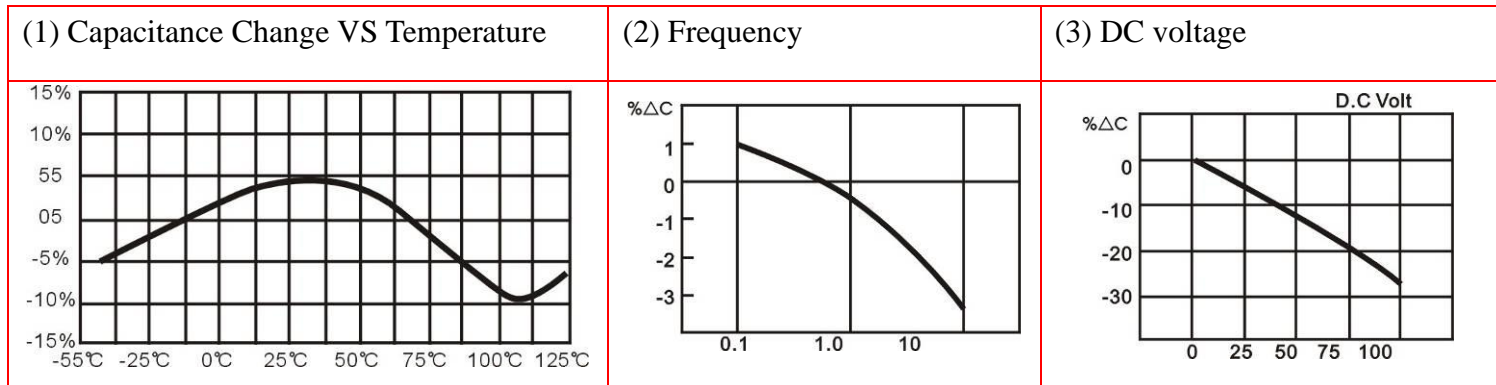 (1) Capacitance Change VS Temperature
(2) Frequency
(3) DC voltage
15%
10%
55
05
-5%
-10%
-15%
-55℃ -25℃ 0℃ 25℃ 50℃ 75℃ 100℃ 125℃
%△C
1
0
-1
-2
-3
0.1 1.0 10
D.C Volt
%△C
0
-10
-20
-30
0 25 50 75 100